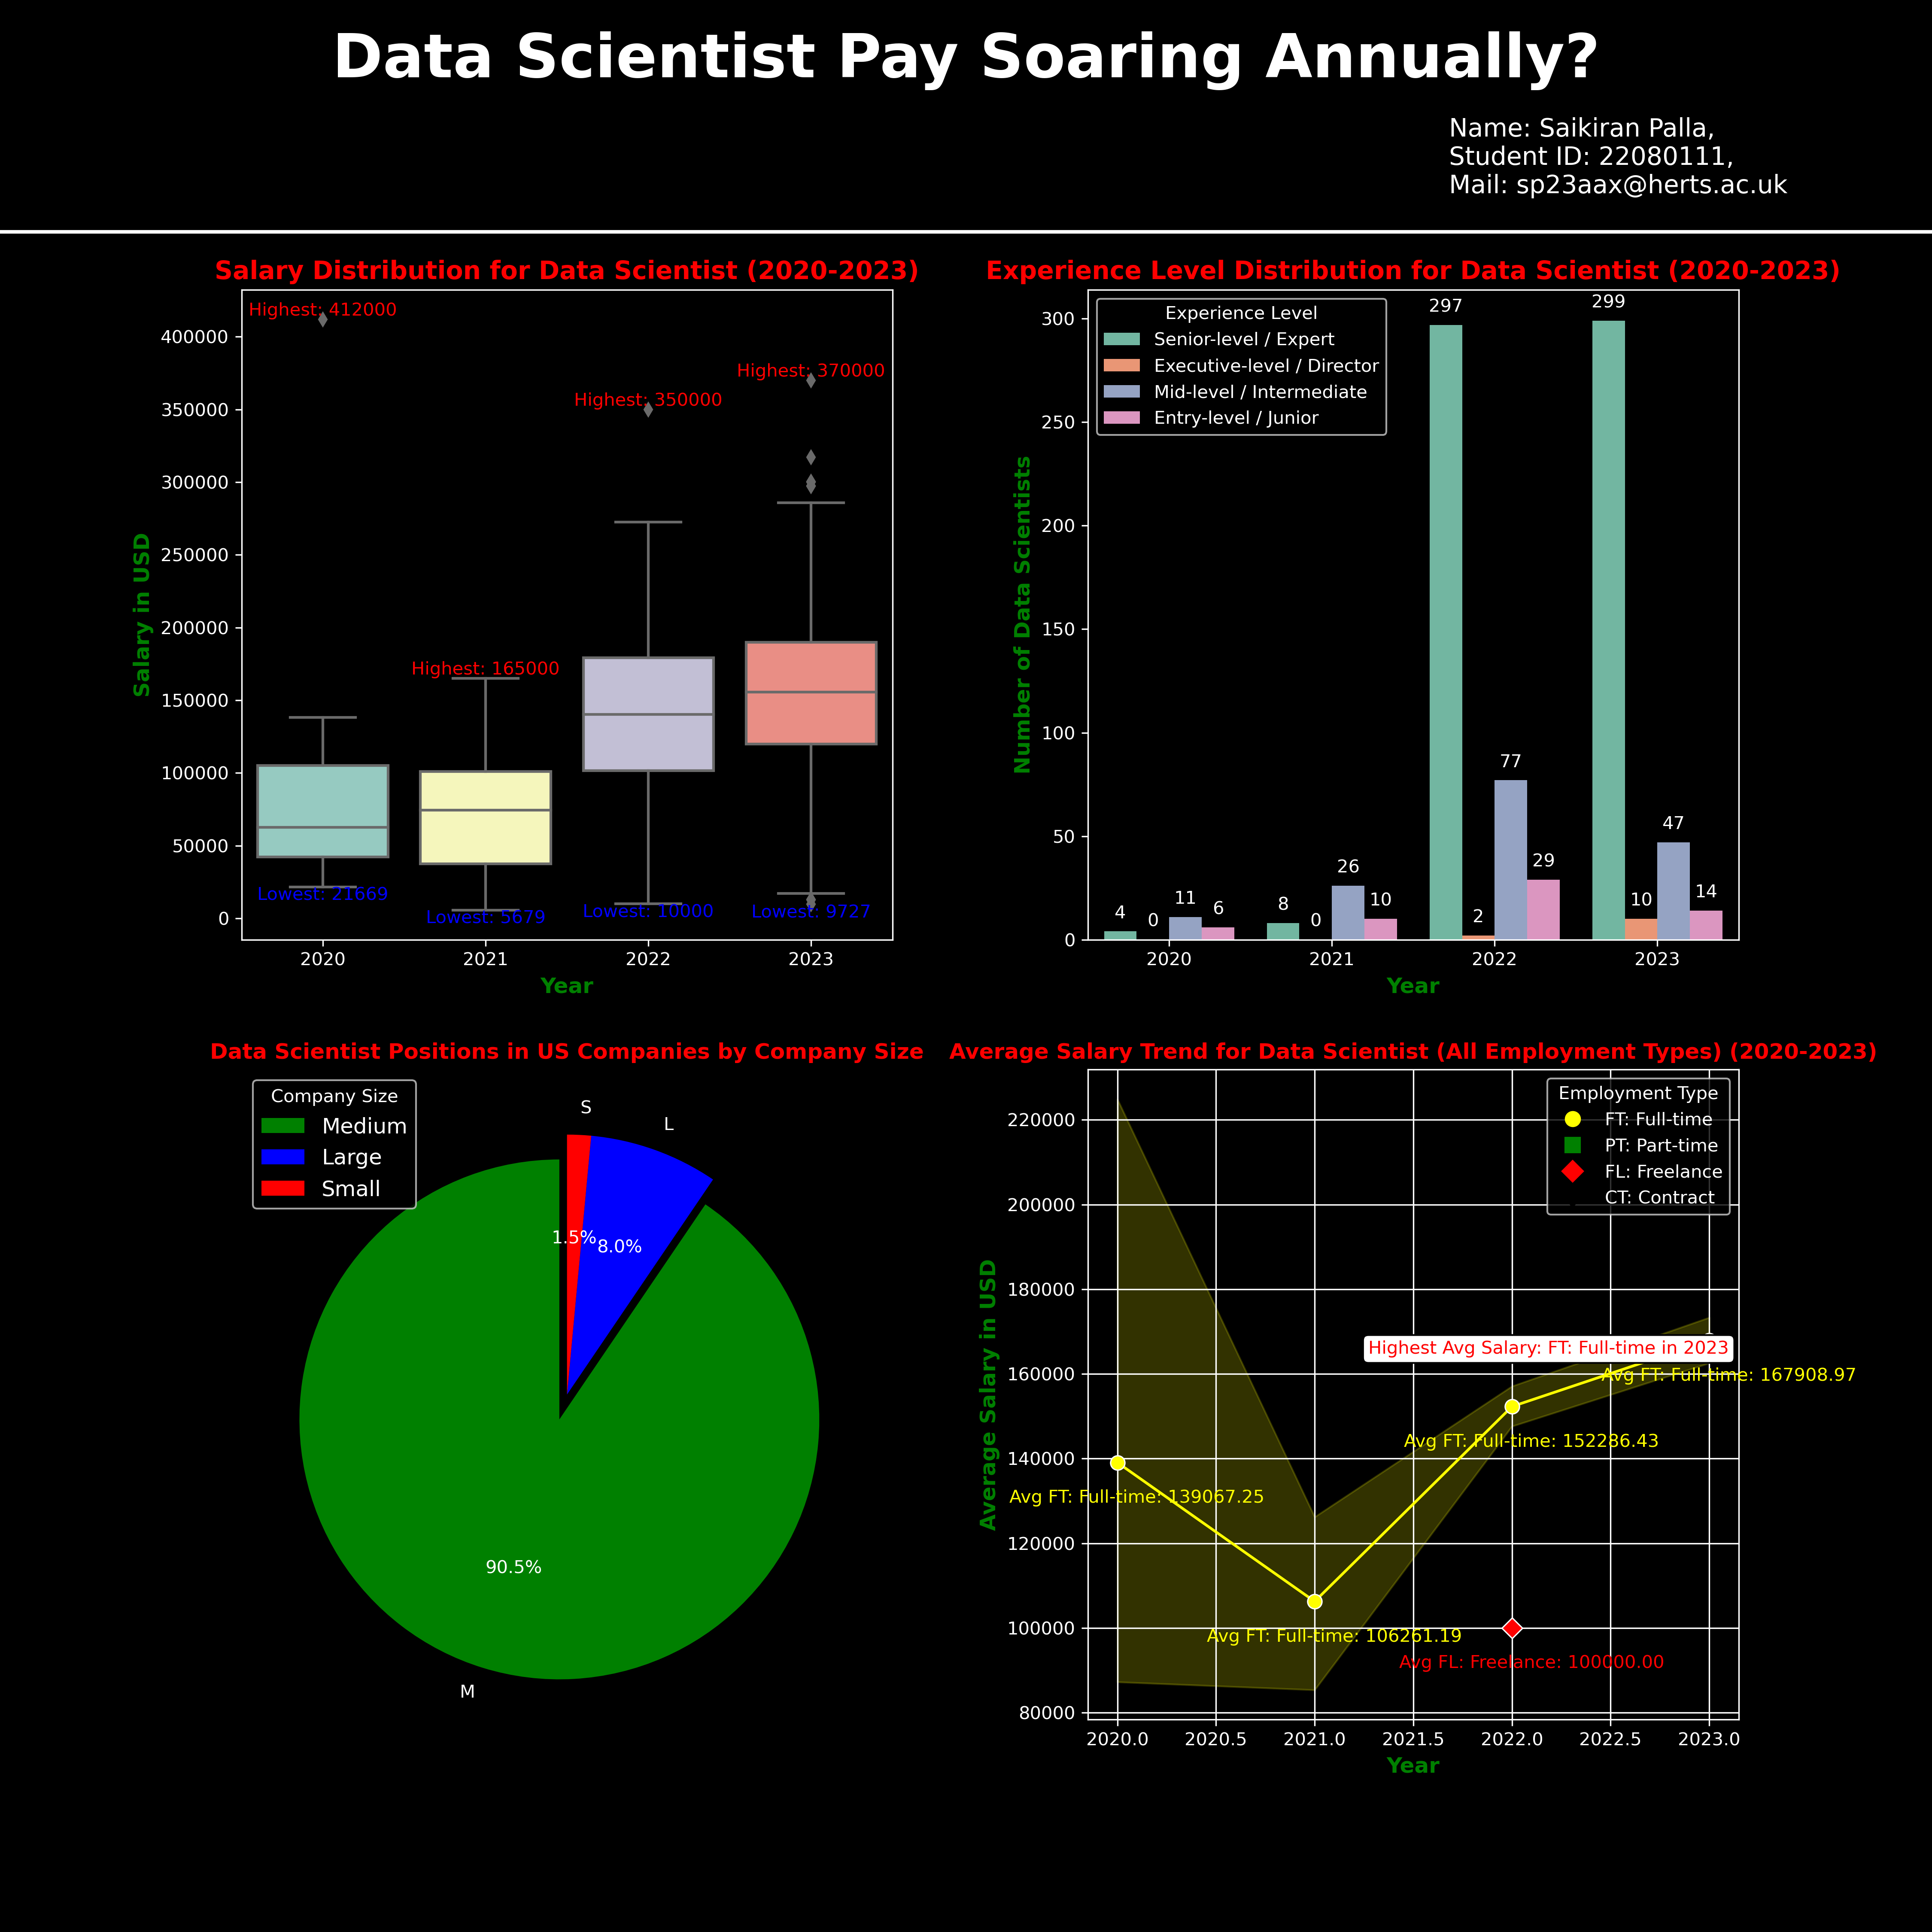 Data Scientist Pay Soaring Annually?
Name: Saikiran Palla,
Student ID: 22080111,
Mail: sp23aax@herts.ac.uk
Salary Distribution for Data Scientist (2020-2023)
Salary in USD
400000
350000
300000
250000
200000
150000
100000
50000
0
Highest: 412000
Highest: 165000
Highest: 350000
Highest: 370000
Lowest: 21669
Lowest: 5679
Lowest: 10000
Lowest: 9727
2020 2021 2022 2023
Year
Experience Level Distribution for Data Scientist (2020-2023)
Number of Data Scientists
300
250
200
150
100
50
0
Experience Level
Senior-level / Expert
Executive-level / Director
Mid-level / Intermediate
Entry-level / Junior
4 0 11 6
8 0 26 10
297 2 77 29
299 10 47 14
2020 2021 2022 2023
Year
Data Scientist Positions in US Companies by Company Size
Company Size
Medium
Large
Small
S
L
1.5%
8.0%
90.5%
M
Average Salary Trend for Data Scientist (All Employment Types) (2020-2023)
Average Salary in USD
220000
200000
180000
160000
140000
120000
100000
80000
Employment Type
FT: Full-time
PT: Part-time
FL: Freelance
CT: Contract
Highest Avg Salary: FT: Full-time in 2023
Avg FT: Full-time: 167908.97
Avg FT: Full-time: 152286.43
Avg FT: Full-time: 139067.25
Avg FT: Full-time: 106261.19
Avg FL: Freelance: 100000.00
2020.0 2020.5 2021.0 2021.5 2022.0 2022.5 2023.0
Year